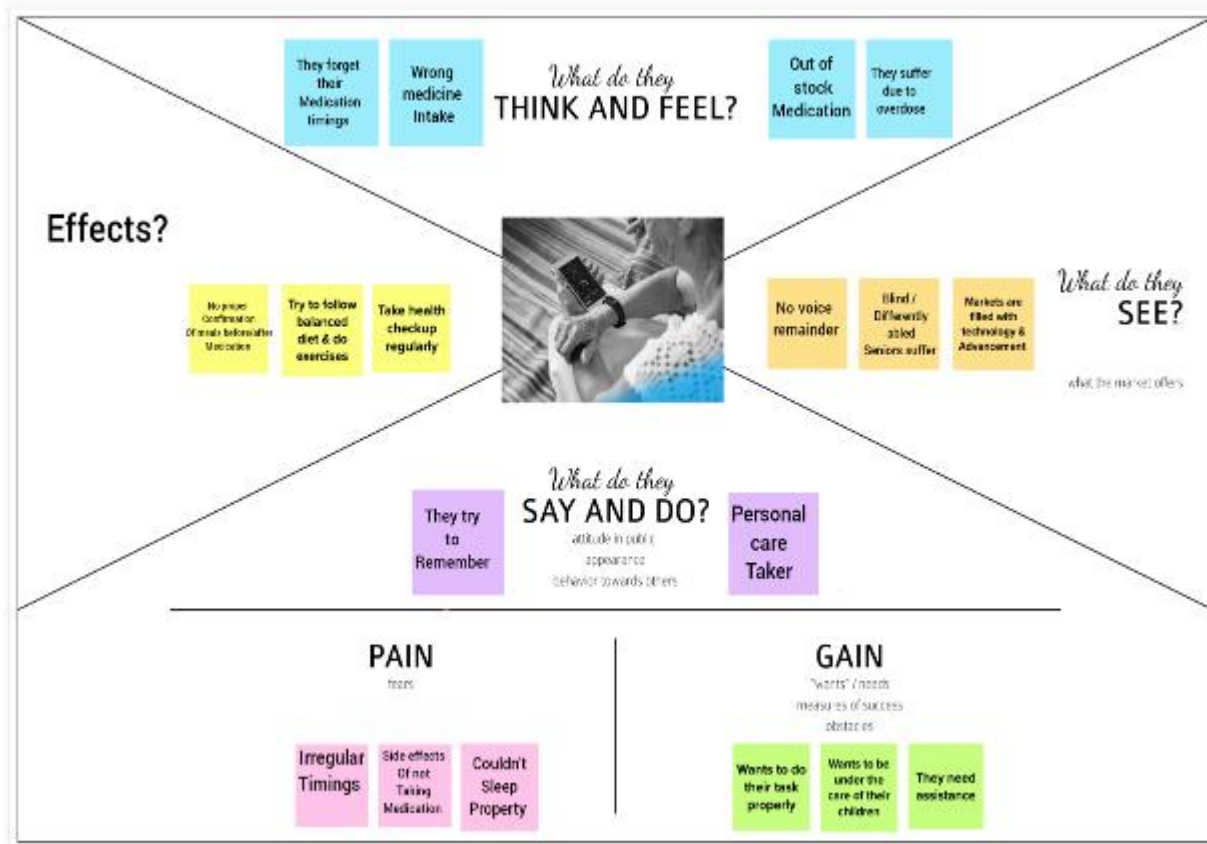 They forget
their
Medication
timings
Wrong
medicine
Intake
What do they
THINK AND FEEL?
Out of
stock
Medication
They suffer
due to
overdose
Effects?
No proper
Confirmation
Of meals before/after
Medication
Try to follow
balanced
diet & do
exercises
Take health
checkup
regularly
No voice
remainder
Blind /
Differently
abled
Seniors suffer
Markets are
filled with
technology &
Advancement
What do they
SEE?
what the market offers
What do they
SAY AND DO?
attitude in public
appearance
behavior towards others
They try
to
Remember
Personal
care
Taker
PAIN
fears
Irregular
Timings
Side effects
Of not
Taking
Medication
Couldn't
Sleep
Property
GAIN
"wants" / needs
measures of success
obstacles
Wants to do
their task
properly
Wants to be
under the
care of their
children
They need
assistance